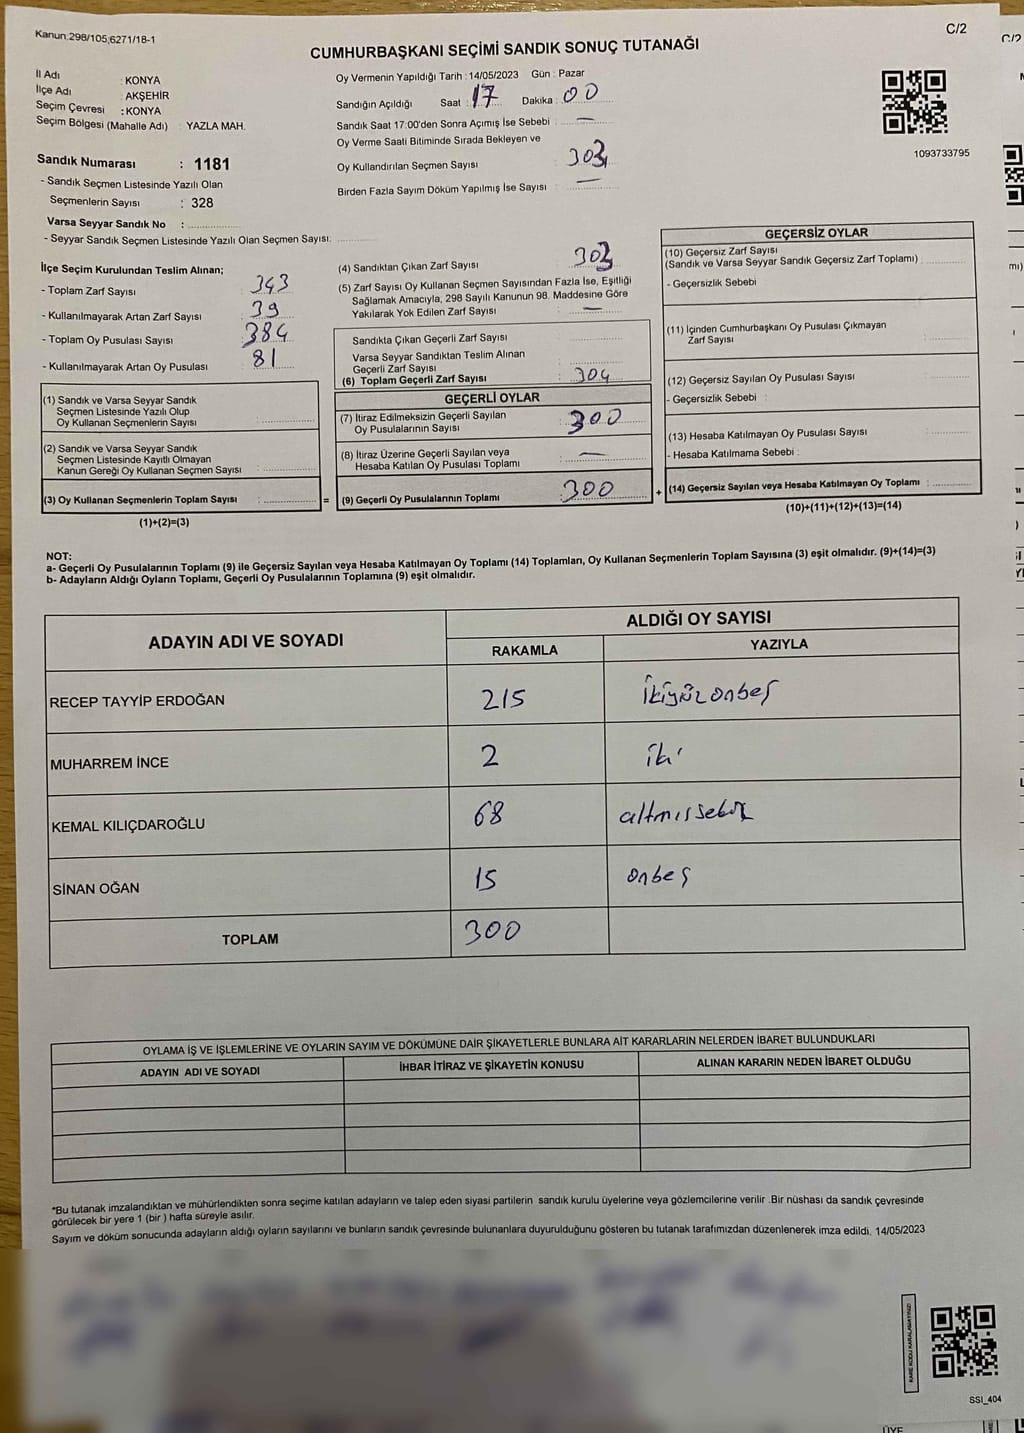 Kanun:298/105;6271/18-1
C/2
CUMHURBAŞKANI SEÇİMİ SANDIK SONUÇ TUTANAĞI
İl Adı : KONYA
İlçe Adı : AKŞEHİR
Seçim Çevresi : KONYA
Seçim Bölgesi (Mahalle Adı) : YAZLA MAH.
Sandık Numarası : 1181
- Sandık Seçmen Listesinde Yazılı Olan
Seçmenlerin Sayısı : 328
Varsa Seyyar Sandık No :
- Seyyar Sandık Seçmen Listesinde Yazılı Olan Seçmen Sayısı:
Oy Vermenin Yapıldığı Tarih : 14/05/2023 Gün : Pazar
Sandığın Açıldığı Saat : 17 Dakika : 00
Sandık Saat 17:00'den Sonra Açımış İse Sebebi : —
Oy Verme Saati Bitiminde Sırada Bekleyen ve
Oy Kullandırılan Seçmen Sayısı : 303
Birden Fazla Sayım Döküm Yapılmış İse Sayısı : —
1093733795
İlçe Seçim Kurulundan Teslim Alınan;
- Toplam Zarf Sayısı : 343
- Kullanılmayarak Artan Zarf Sayısı : 39
- Toplam Oy Pusulası Sayısı : 384
- Kullanılmayarak Artan Oy Pusulası : 81
(1) Sandık ve Varsa Seyyar Sandık
Seçmen Listesinde Yazılı Olup
Oy Kullanan Seçmenlerin Sayısı :
(2) Sandık ve Varsa Seyyar Sandık
Seçmen Listesinde Kayıtlı Olmayan
Kanun Gereği Oy Kullanan Seçmen Sayısı :
(3) Oy Kullanan Seçmenlerin Toplam Sayısı :
(1)+(2)=(3)
(4) Sandıktan Çıkan Zarf Sayısı : 303
(5) Zarf Sayısı Oy Kullanan Seçmen Sayısından Fazla İse, Eşitliği
Sağlamak Amacıyla, 298 Sayılı Kanunun 98. Maddesine Göre
Yakılarak Yok Edilen Zarf Sayısı : —
Sandıkta Çıkan Geçerli Zarf Sayısı :
Varsa Seyyar Sandıktan Teslim Alınan
Geçerli Zarf Sayısı :
(6) Toplam Geçerli Zarf Sayısı : 304
GEÇERLİ OYLAR
(7) İtiraz Edilmeksizin Geçerli Sayılan
Oy Pusulalarının Sayısı : 300
(8) İtiraz Üzerine Geçerli Sayılan veya
Hesaba Katılan Oy Pusulası Toplamı : —
= (9) Geçerli Oy Pusulalarının Toplamı : 300 +
GEÇERSİZ OYLAR
(10) Geçersiz Zarf Sayısı
(Sandık ve Varsa Seyyar Sandık Geçersiz Zarf Toplamı) :
- Geçersizlik Sebebi
(11) İçinden Cumhurbaşkanı Oy Pusulası Çıkmayan
Zarf Sayısı :
(12) Geçersiz Sayılan Oy Pusulası Sayısı :
- Geçersizlik Sebebi :
(13) Hesaba Katılmayan Oy Pusulası Sayısı :
- Hesaba Katılmama Sebebi :
(14) Geçersiz Sayılan veya Hesaba Katılmayan Oy Toplamı :
(10)+(11)+(12)+(13)=(14)
NOT:
a- Geçerli Oy Pusulalarının Toplamı (9) ile Geçersiz Sayılan veya Hesaba Katılmayan Oy Toplamı (14) Toplamları, Oy Kullanan Seçmenlerin Toplam Sayısına (3) eşit olmalıdır. (9)+(14)=(3)
b- Adayların Aldığı Oyların Toplamı, Geçerli Oy Pusulalarının Toplamına (9) eşit olmalıdır.
ADAYIN ADI VE SOYADI ALDIĞI OY SAYISI
RAKAMLA YAZIYLA
RECEP TAYYİP ERDOĞAN 215 ikiyüzonbeş
MUHARREM İNCE 2 iki
KEMAL KILIÇDAROĞLU 68 altmıssekiz
SİNAN OĞAN 15 onbeş
TOPLAM 300
OYLAMA İŞ VE İŞLEMLERİNE VE OYLARIN SAYIM VE DÖKÜMÜNE DAİR ŞİKAYETLERLE BUNLARA AİT KARARLARIN NELERDEN İBARET BULUNDUKLARI
ADAYIN ADI VE SOYADI İHBAR İTİRAZ VE ŞİKAYETİN KONUSU ALINAN KARARIN NEDEN İBARET OLDUĞU
*Bu tutanak imzalandıktan ve mühürlendikten sonra seçime katılan adayların ve talep eden siyasi partilerin sandık kurulu üyelerine veya gözlemcilerine verilir .Bir nüshası da sandık çevresinde
görülecek bir yere 1 (bir ) hafta süreyle asılır.
Sayım ve döküm sonucunda adayların aldığı oyların sayılarını ve bunların sandık çevresinde bulunanlara duyurulduğunu gösteren bu tutanak tarafımızdan düzenlenerek imza edildi. 14/05/2023
KARE KODU KARALAMAYINIZ!
SSI_404
ÜYE